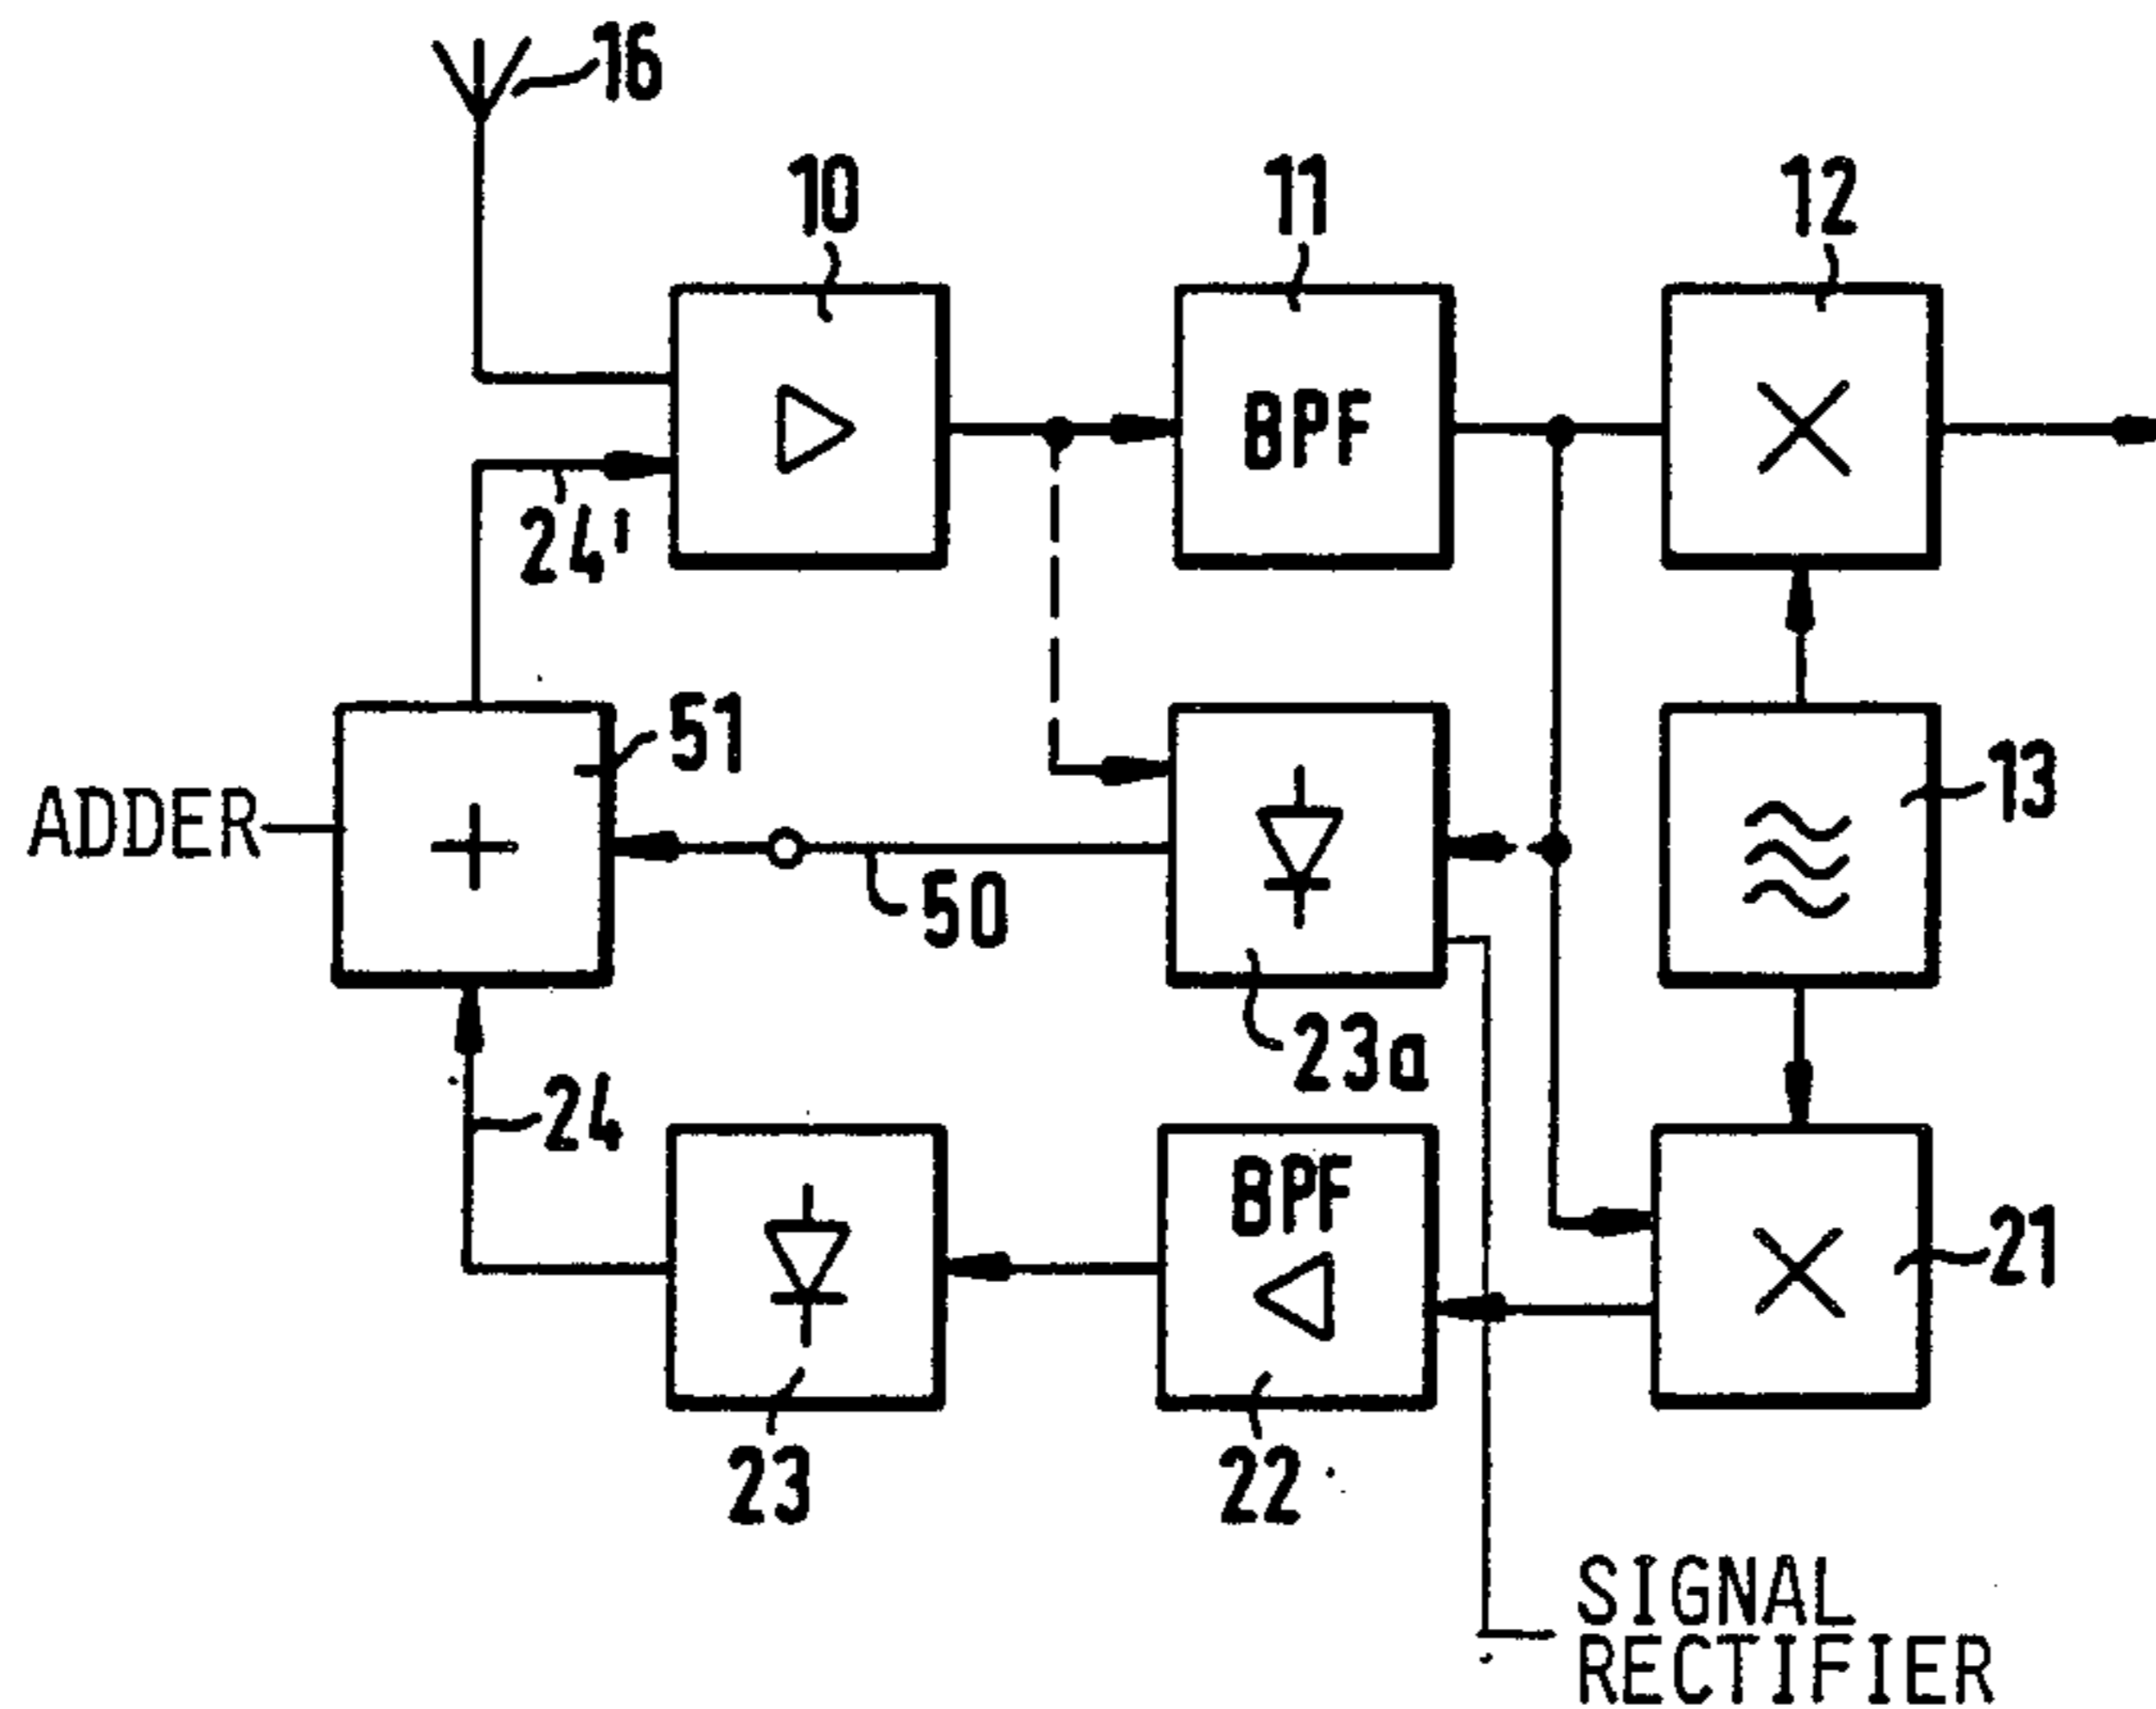 16
10
11
12
BPF
24'
51
13
ADDER
50
23a
24
BPF
21
23
22
SIGNAL
RECTIFIER